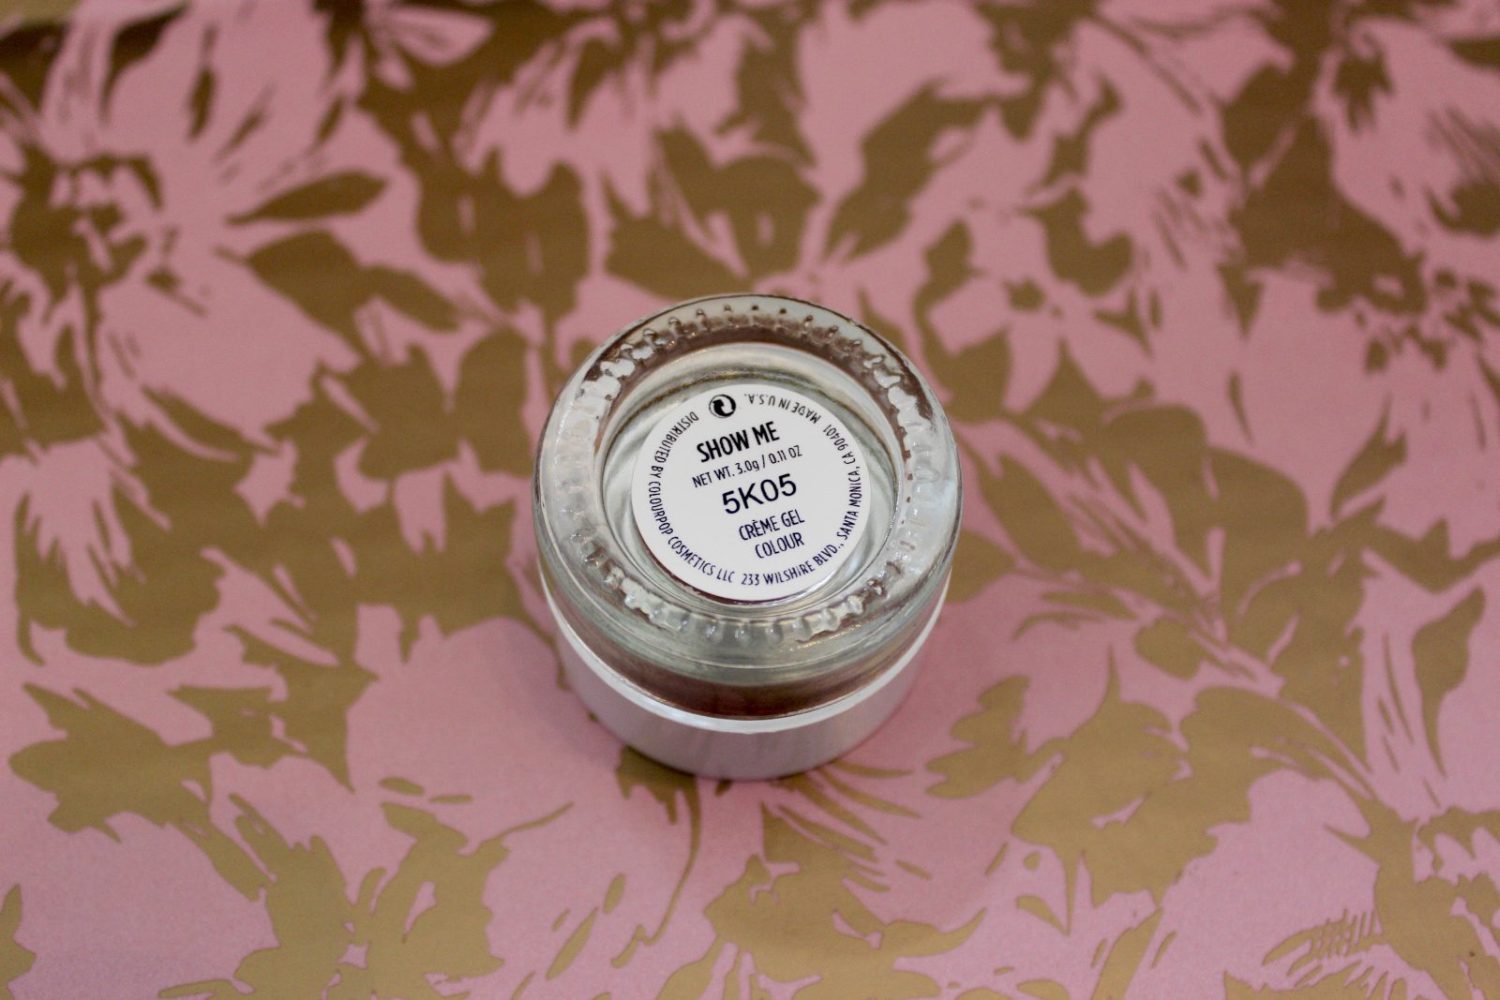 SHOW ME
NET WT. 3.0g / 0.11 OZ
5K05
CRÈME GEL
COLOUR
DISTRIBUTED BY COLOURPOP COSMETICS LLC 233 WILSHIRE BLVD., SANTA MONICA, CA 90401 MADE IN U.S.A.